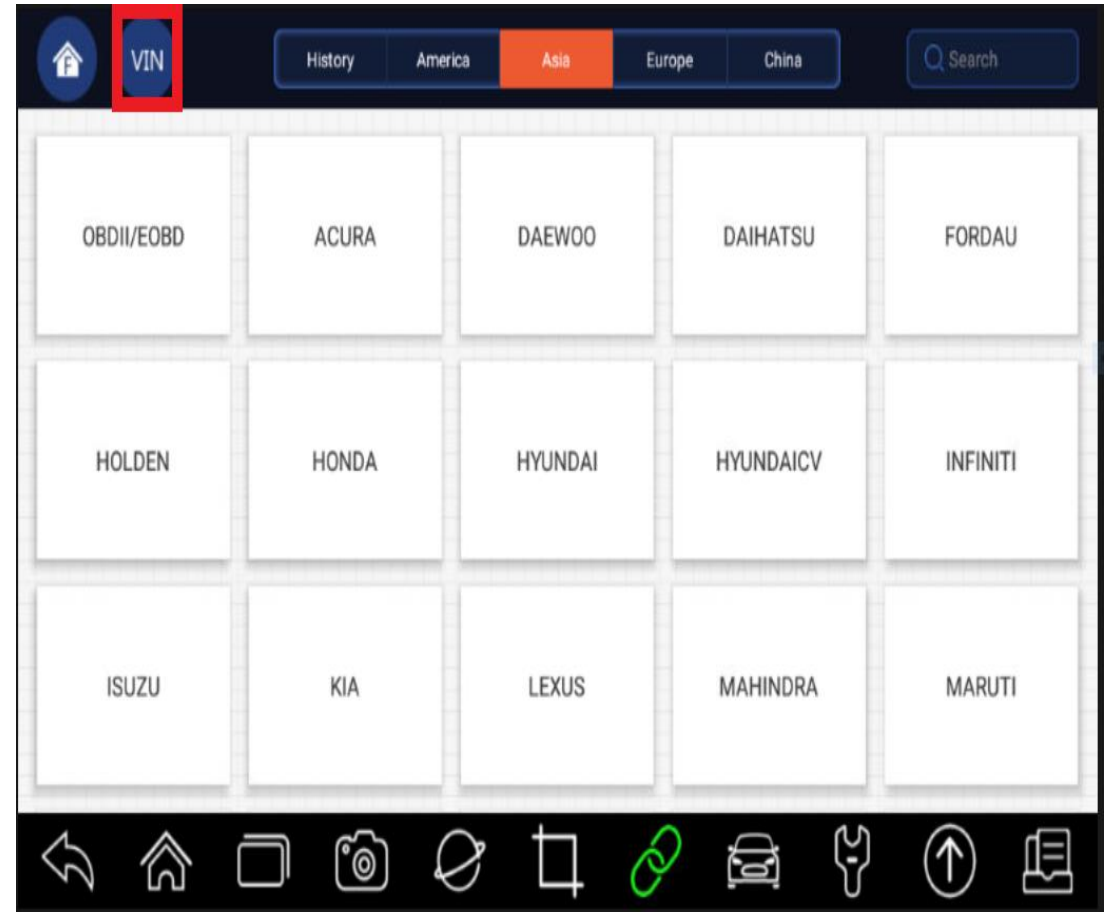 F VIN History America Asia Europe China Search
OBDII/EOBD ACURA DAEWOO DAIHATSU FORDAU
HOLDEN HONDA HYUNDAI HYUNDAICV INFINITI
ISUZU KIA LEXUS MAHINDRA MARUTI